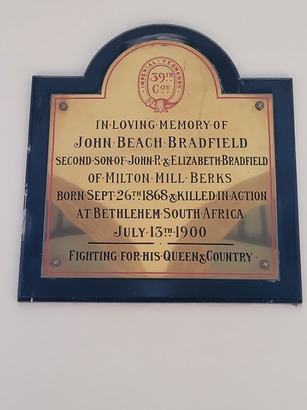 IMPERIAL YEOMANRY
39TH
COY
IN LOVING MEMORY OF
JOHN BEACH BRADFIELD
SECOND SON OF JOHN R. & ELIZABETH BRADFIELD
OF MILTON MILL BERKS
BORN SEPT. 26TH 1868 & KILLED IN ACTION
AT BETHLEHEM SOUTH AFRICA
JULY 13TH 1900
FIGHTING FOR HIS QUEEN & COUNTRY